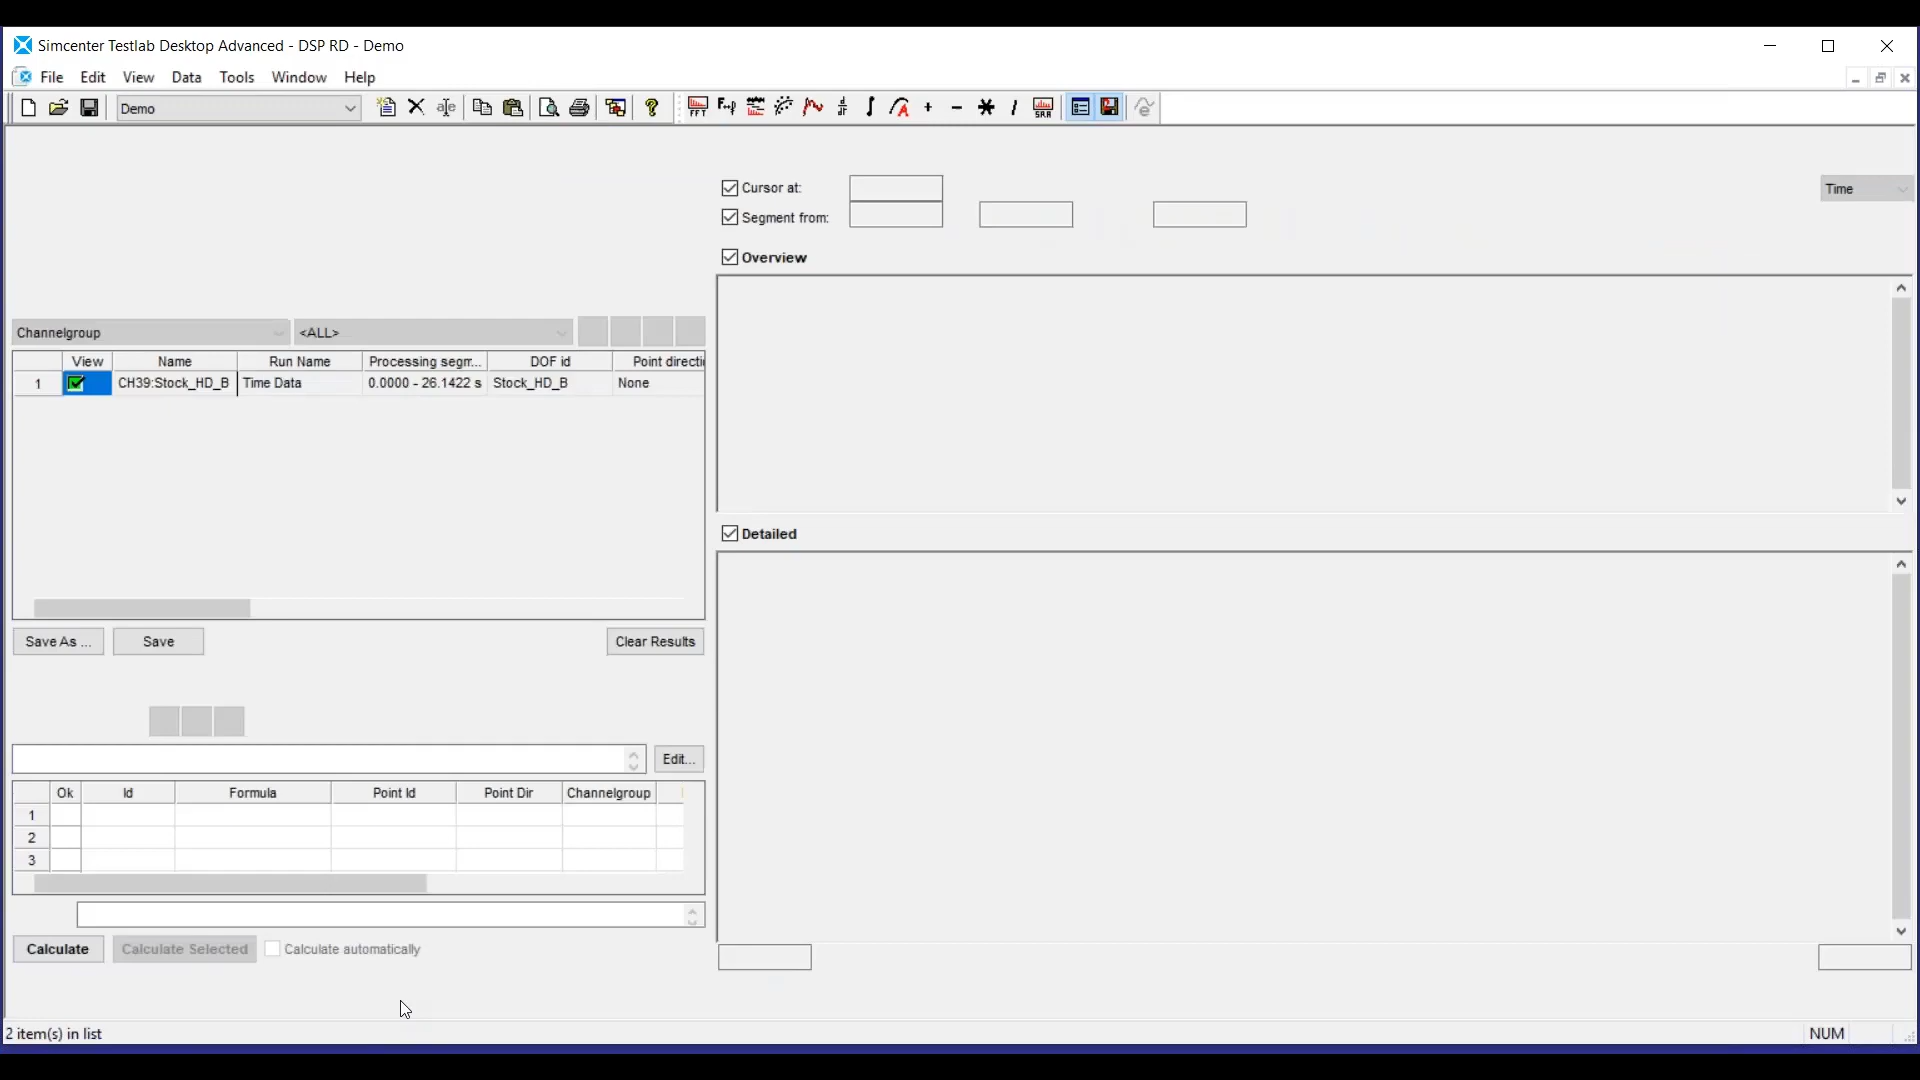 Simcenter Testlab Desktop Advanced - DSP RD - Demo
File Edit View Data Tools Window Help
Demo
Cursor at:
Time
Segment from:
Overview
Channelgroup <ALL>
View Name Run Name Processing segm... DOF id Point directi
1 CH39:Stock_HD_B Time Data 0.0000 - 26.1422 s Stock_HD_B None
Detailed
Save As ... Save Clear Results
Edit...
Ok Id Formula Point Id Point Dir Channelgroup
1
2
3
Calculate Calculate Selected Calculate automatically
2 item(s) in list NUM